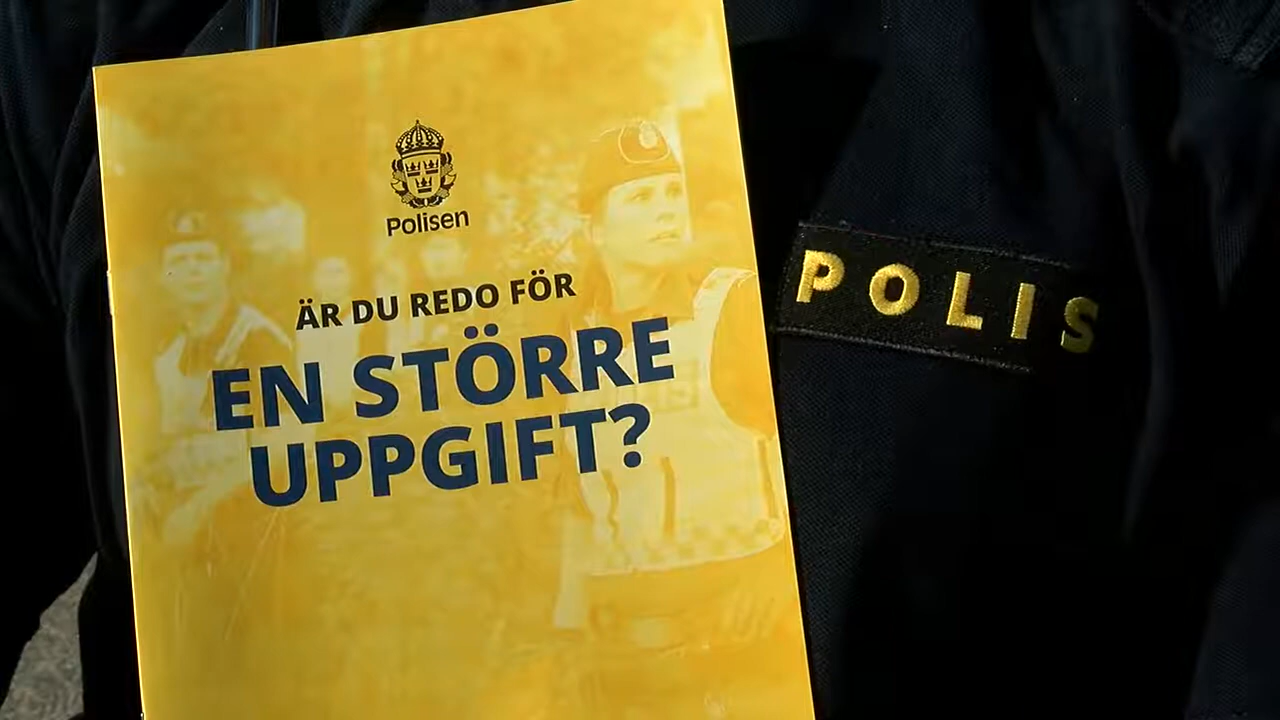 Polisen
ÄR DU REDO FÖR
EN STÖRRE
UPPGIFT?
POLIS